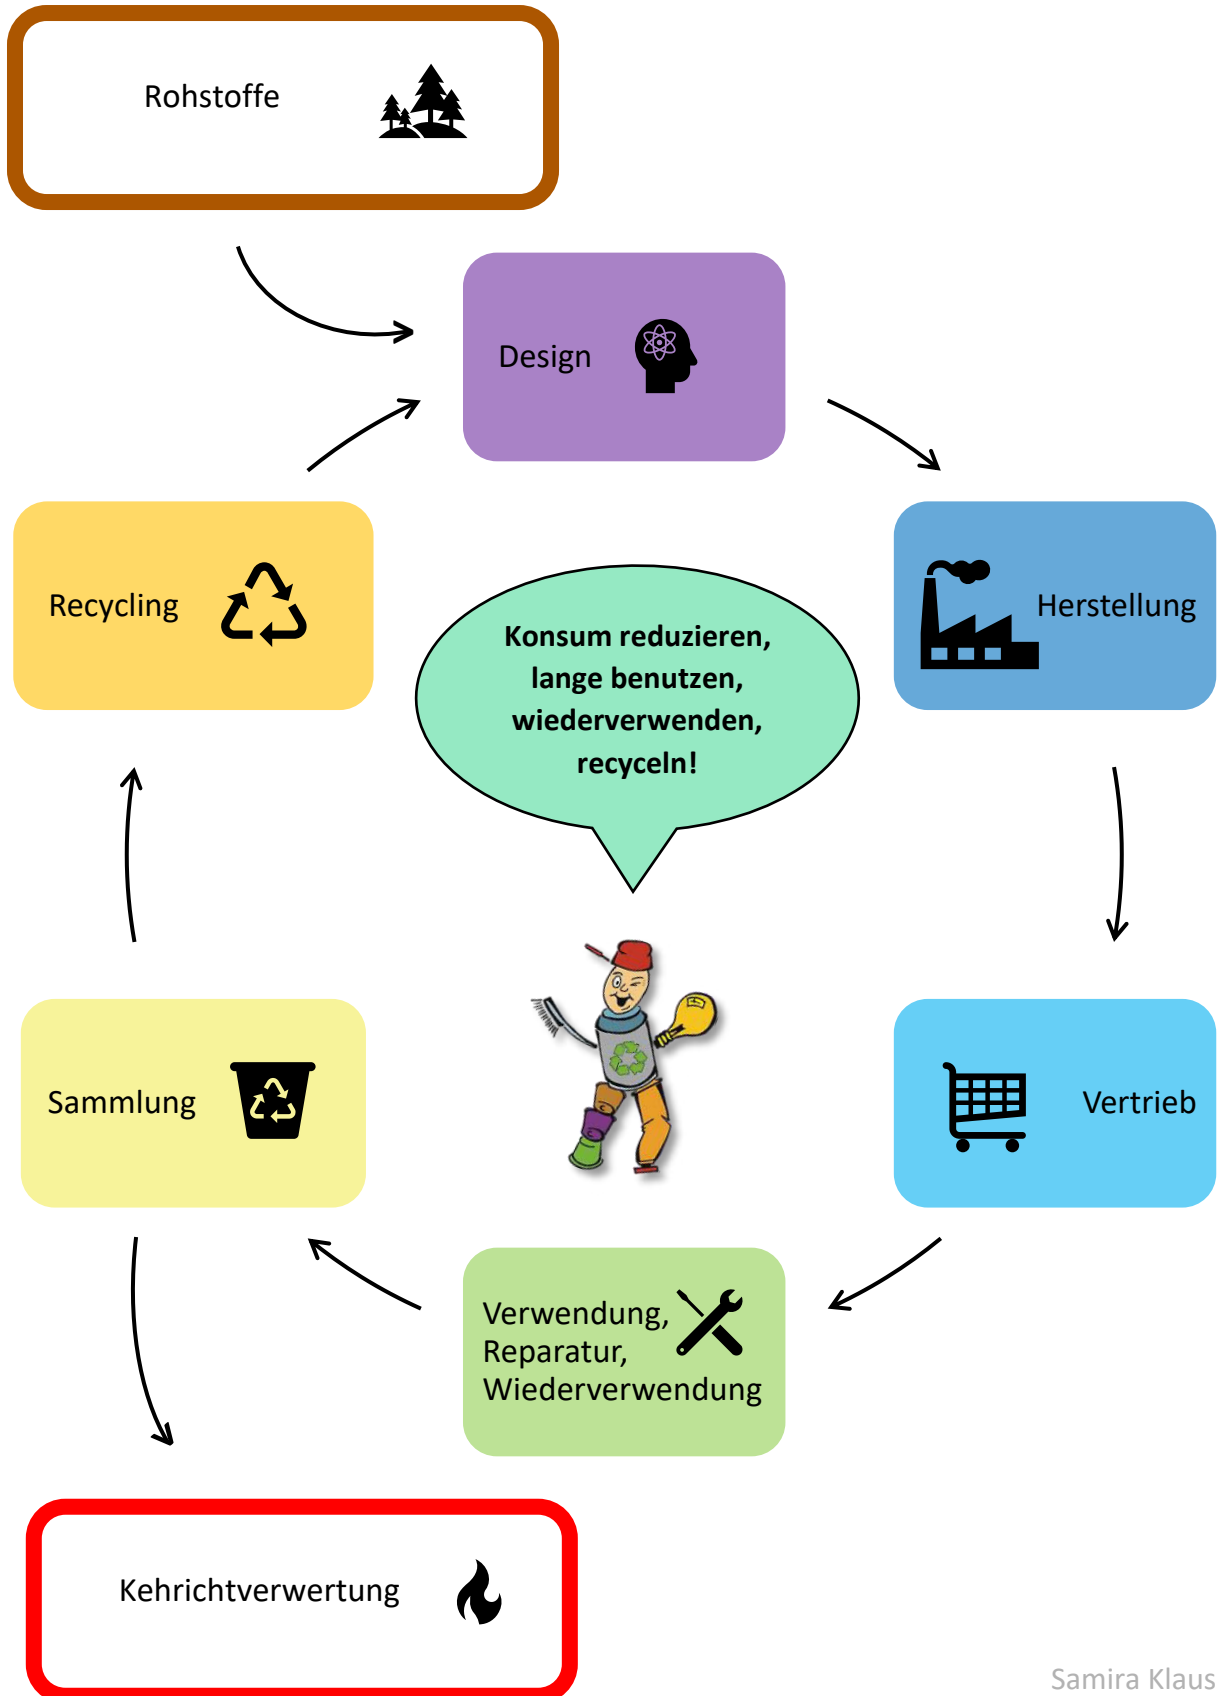 Rohstoffe
Design
Recycling
Herstellung
Konsum reduzieren,
lange benutzen,
wiederverwenden,
recyceln!
Sammlung
Vertrieb
Verwendung,
Reparatur,
Wiederverwendung
Kehrichtverwertung
Samira Klaus